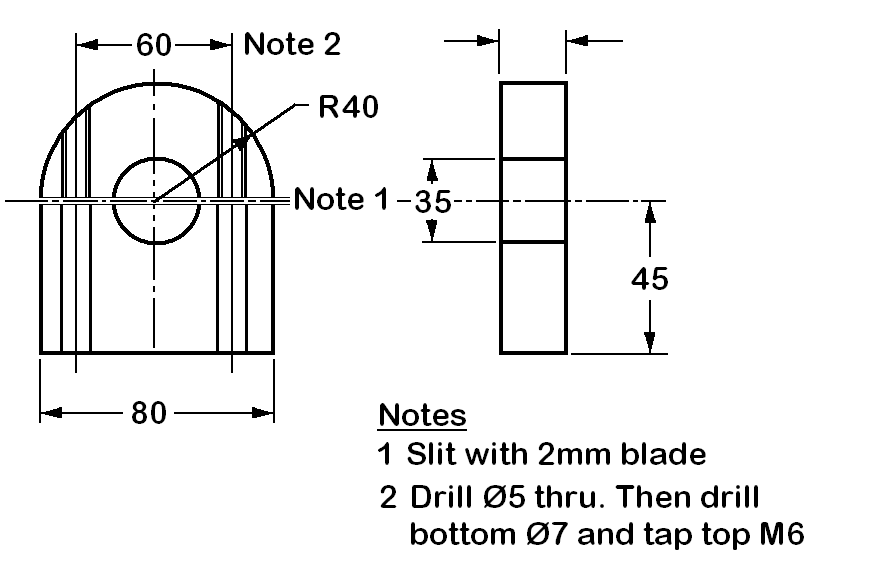 60 Note 2
R40
Note 1 35
45
80
Notes
1 Slit with 2mm blade
2 Drill Ø5 thru. Then drill
bottom Ø7 and tap top M6